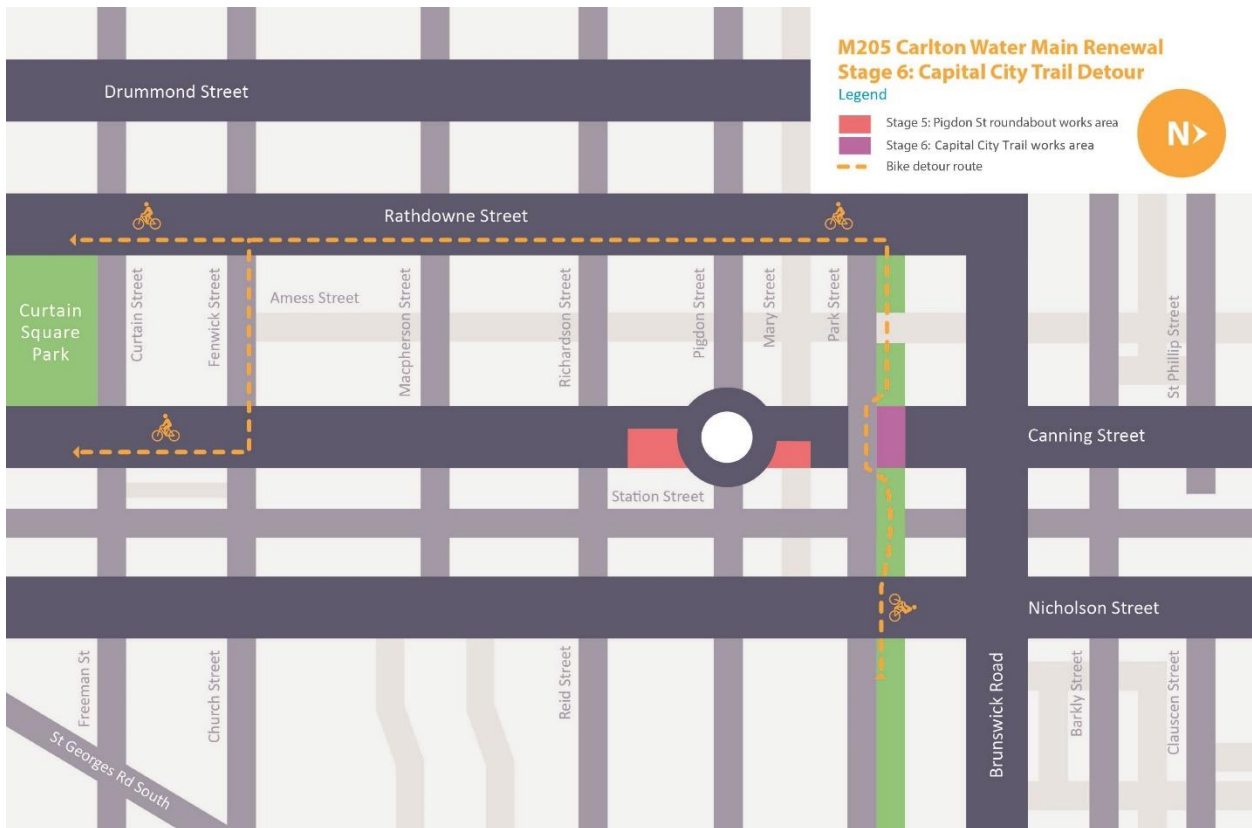 M205 Carlton Water Main Renewal
Stage 6: Capital City Trail Detour
Legend
Stage 5: Pigdon St roundabout works area
Stage 6: Capital City Trail works area
Bike detour route
N
Drummond Street
Rathdowne Street
Curtain
Square
Park
Curtain Street
Fenwick Street
Amess Street
Macpherson Street
Richardson Street
Pigdon Street
Mary Street
Park Street
St Phillip Street
Canning Street
Station Street
Nicholson Street
Freeman St
Church Street
Reid Street
Brunswick Road
Barkly Street
Clauscen Street
St Georges Rd South